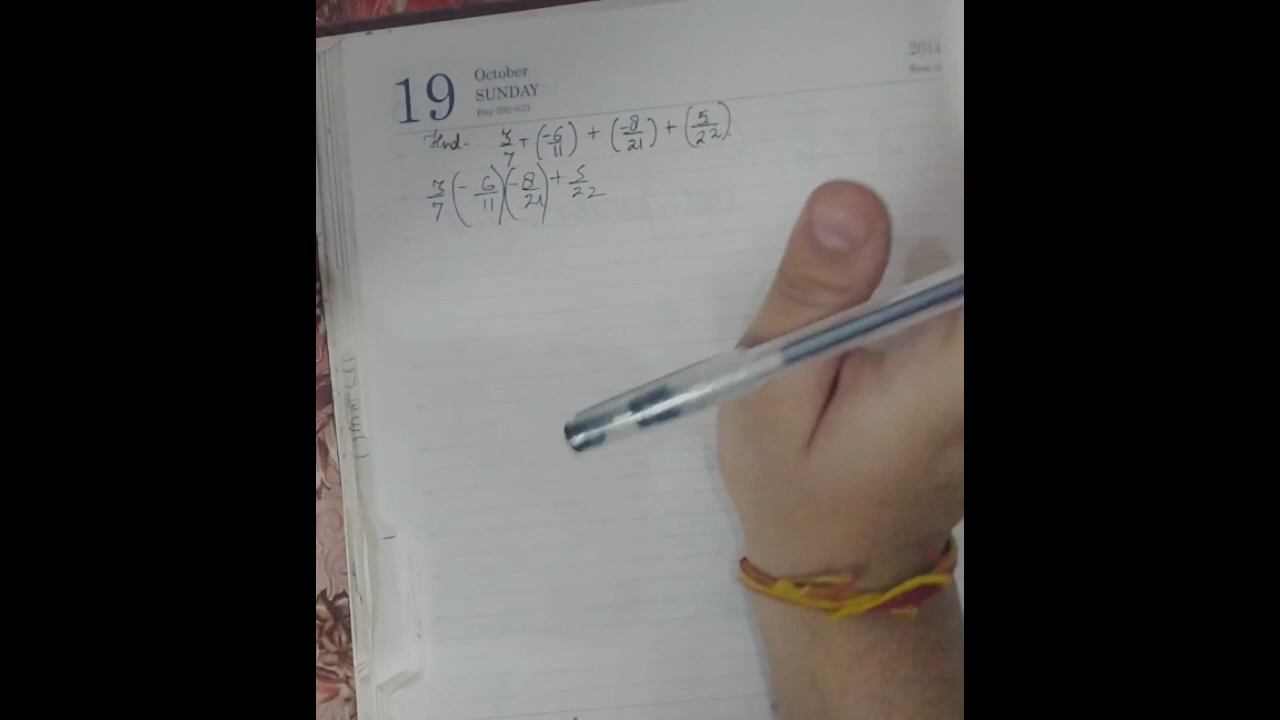 19 October
SUNDAY
2014
Find. 3/7 + (-6/11) + (-8/21) + (5/22)
3/7 (- 6/11)(-8/21) + 5/22